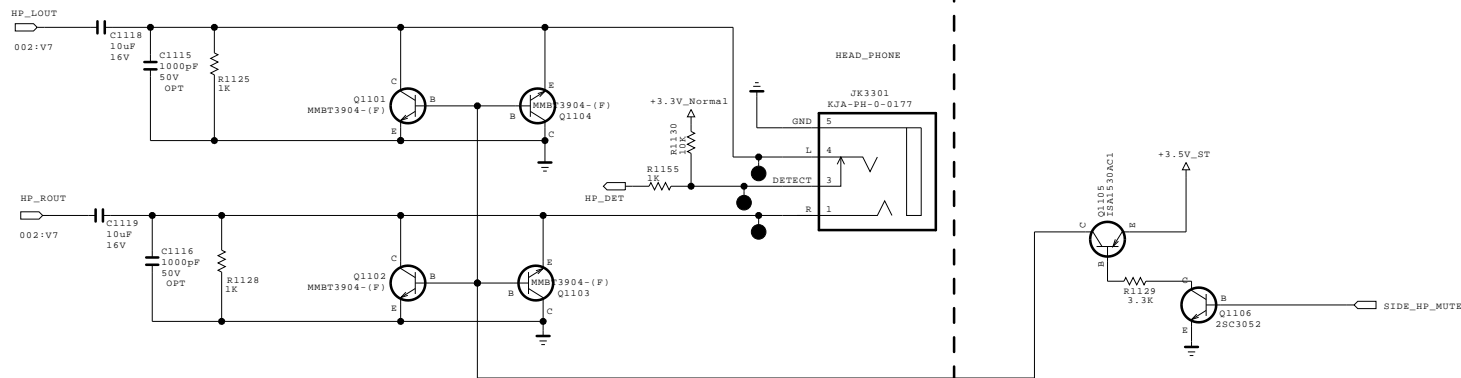 HP_LOUT
002:V7
C1118
10uF
16V
C1115
1000pF
50V
OPT
R1125
1K
C
B
E
Q1101
MMBT3904-(F)
E
B
C
MMBT3904-(F)
Q1104
+3.3V_Normal
R1130
10K
R1155
1K
HP_DET
HEAD_PHONE
JK3301
KJA-PH-0-0177
GND 5
L 4
DETECT 3
R 1
HP_ROUT
002:V7
C1119
10uF
16V
C1116
1000pF
50V
OPT
R1128
1K
C
B
E
Q1102
MMBT3904-(F)
E
B
C
MMBT3904-(F)
Q1103
+3.5V_ST
Q1105
ISA1530AC1
C
E
B
R1129
3.3K
C
B
E
Q1106
2SC3052
SIDE_HP_MUTE